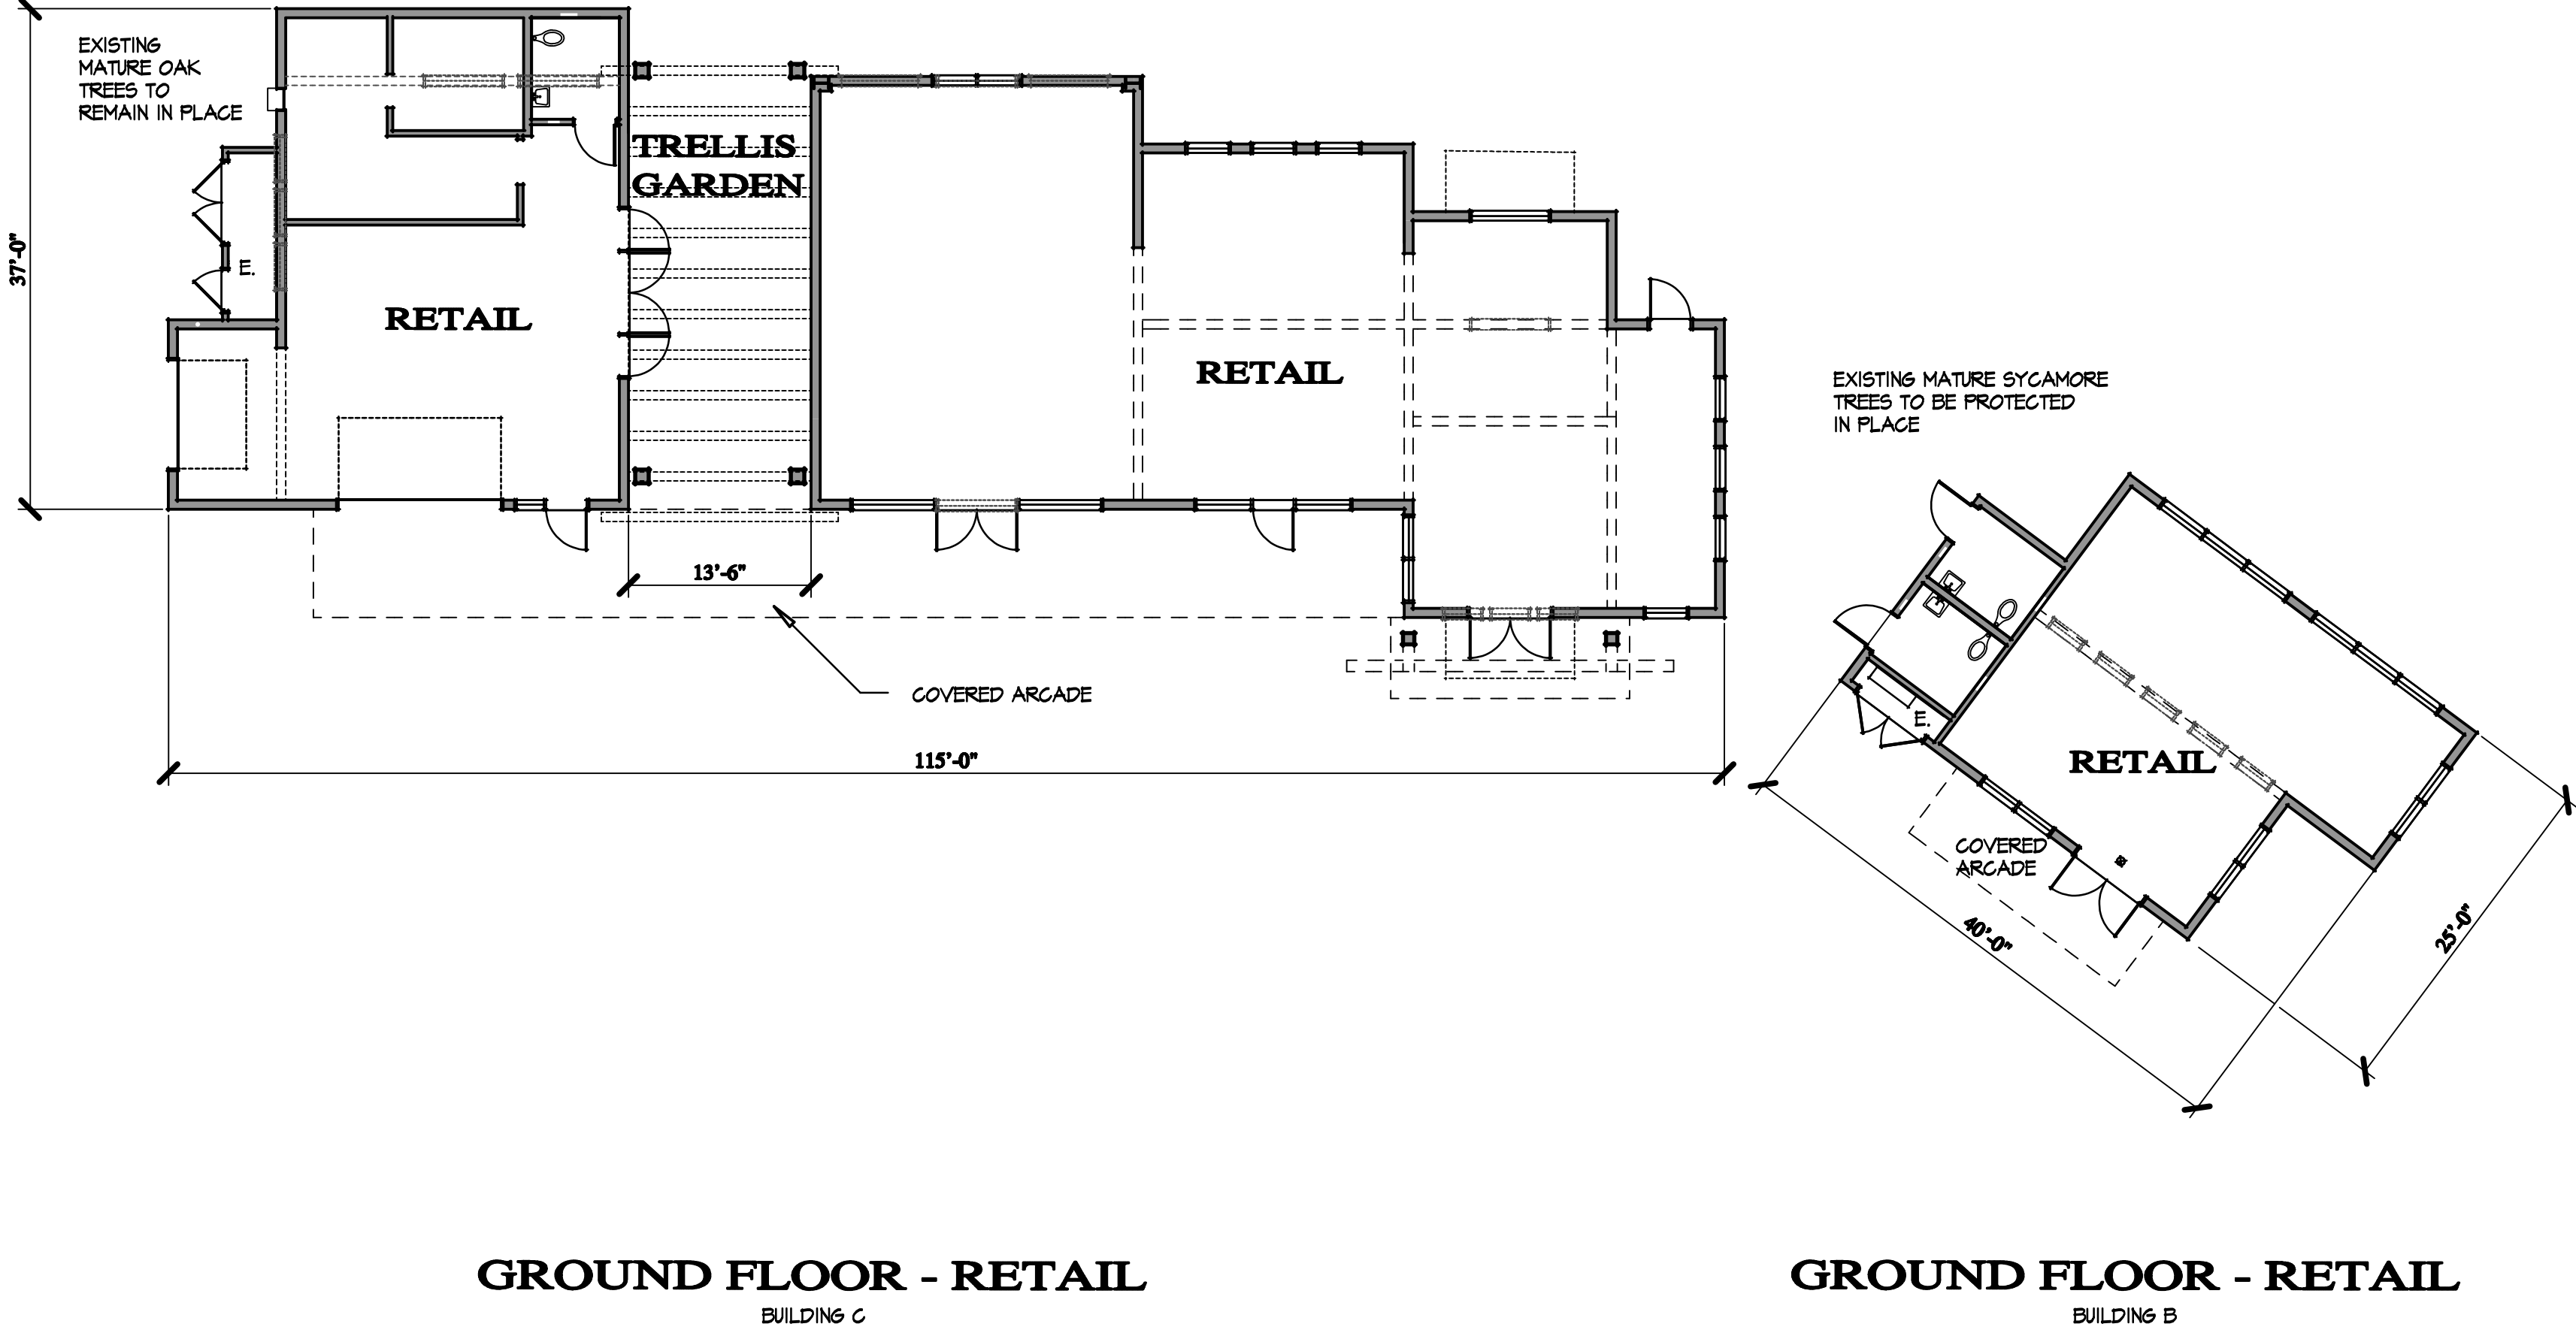 EXISTING
MATURE OAK
TREES TO
REMAIN IN PLACE
37'-0"
TRELLIS
GARDEN
E.
RETAIL
RETAIL
13'-6"
COVERED ARCADE
115'-0"
EXISTING MATURE SYCAMORE
TREES TO BE PROTECTED
IN PLACE
E.
RETAIL
COVERED
ARCADE
40'-0"
25'-0"
GROUND FLOOR - RETAIL
BUILDING C
GROUND FLOOR - RETAIL
BUILDING B